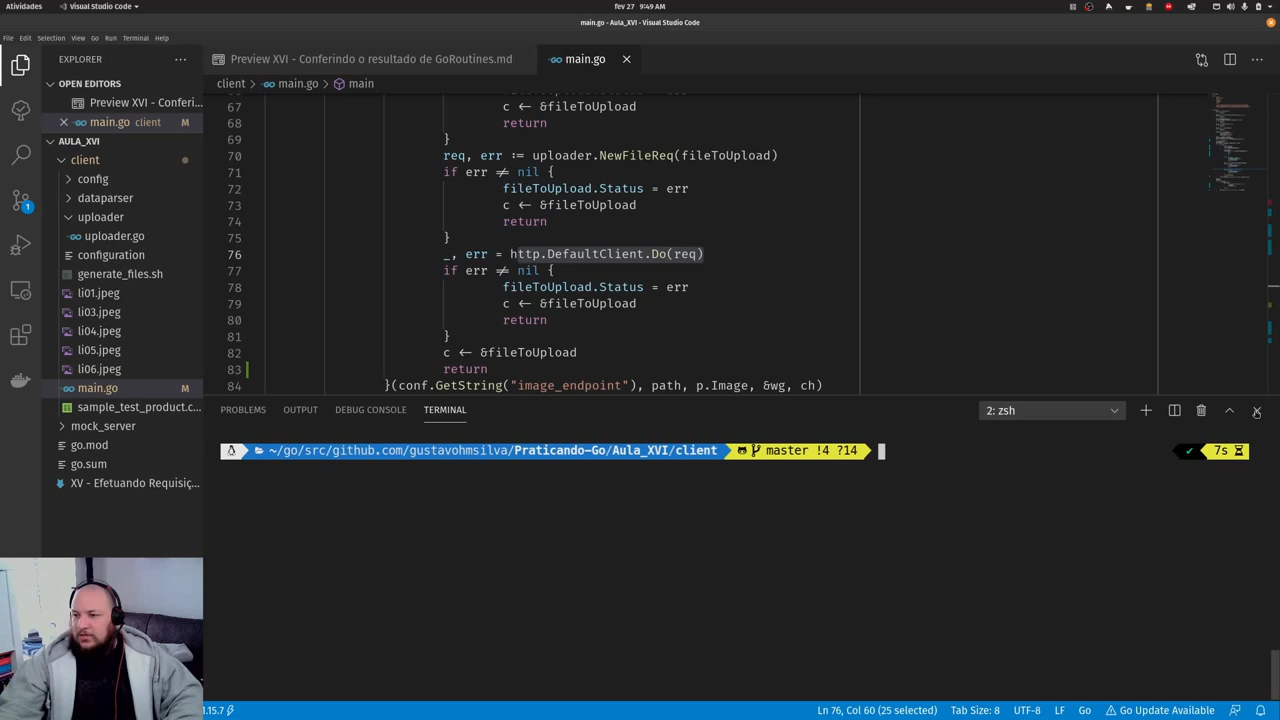 Atividades
Visual Studio Code
fev 27 9:49 AM
main.go - Aula_XVI - Visual Studio Code
File Edit Selection View Go Run Terminal Help
EXPLORER
OPEN EDITORS
Preview XVI - Conferi...
main.go client M
AULA_XVI
client
config
dataparser
uploader
uploader.go
configuration
generate_files.sh
li01.jpeg
li03.jpeg
li04.jpeg
li05.jpeg
li06.jpeg
main.go M
sample_test_product.c...
mock_server
go.mod
go.sum
XV - Efetuando Requisiç...
1
Preview XVI - Conferindo o resultado de GoRoutines.md
main.go
client > main.go > main
67 c <- &fileToUpload
68 return
69 }
70 req, err := uploader.NewFileReq(fileToUpload)
71 if err ≠ nil {
72 fileToUpload.Status = err
73 c <- &fileToUpload
74 return
75 }
76 _, err = http.DefaultClient.Do(req)
77 if err ≠ nil {
78 fileToUpload.Status = err
79 c <- &fileToUpload
80 return
81 }
82 c <- &fileToUpload
83 return
84 }(conf.GetString("image_endpoint"), path, p.Image, &wg, ch)
PROBLEMS OUTPUT DEBUG CONSOLE TERMINAL
2: zsh
~/go/src/github.com/gustavohmsilva/Praticando-Go/Aula_XVI/client master !4 ?14
7s
1.15.7
Ln 76, Col 60 (25 selected) Tab Size: 8 UTF-8 LF Go Go Update Available